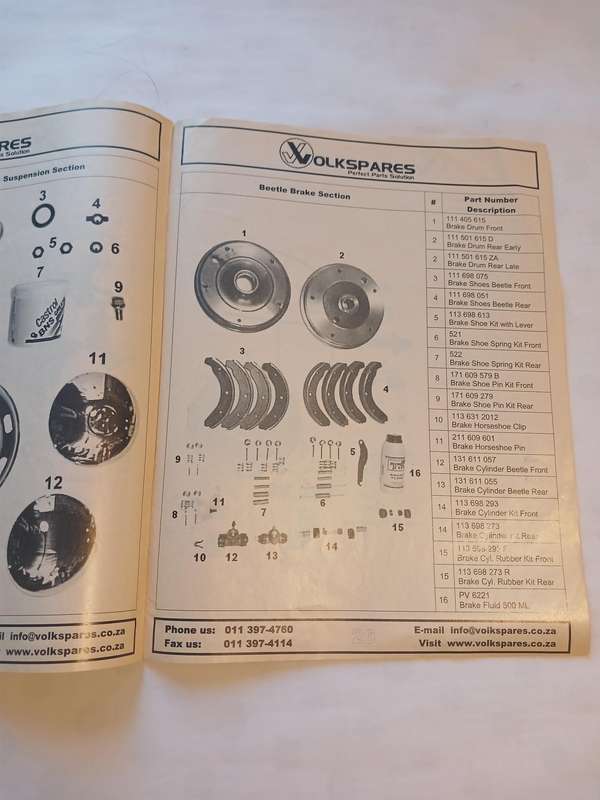 RES
Parts Solution
Suspension Section
3
4
5
6
7
Castrol
BNS
9
11
12
il info@volkspares.co.za
www.volkspares.co.za
VOLKSPARES
Perfect Parts Solution
Beetle Brake Section
1
2
3
4
9
5
16
8
11
7
6
15
10
12
13
14
# Part Number Description
1 111 405 615
Brake Drum Front
2 111 501 615 D
Brake Drum Rear Early
2 111 501 615 ZA
Brake Drum Rear Late
3 111 698 075
Brake Shoes Beetle Front
4 111 698 051
Brake Shoes Beetle Rear
5 113 698 613
Brake Shoe Kit with Lever
6 521
Brake Shoe Spring Kit Front
7 522
Brake Shoe Spring Kit Rear
8 171 609 579 B
Brake Shoe Pin Kit Front
9 171 609 279
Brake Shoe Pin Kit Rear
10 113 631 2012
Brake Horseshoe Clip
11 211 609 601
Brake Horseshoe Pin
12 131 611 057
Brake Cylinder Beetle Front
13 131 611 055
Brake Cylinder Beetle Rear
14 113 698 293
Brake Cylinder Kit Front
14 113 698 273
Brake Cylinder Kit Rear
15 113 698 293 F
Brake Cyl. Rubber Kit Front
15 113 698 273 R
Brake Cyl. Rubber Kit Rear
16 PV 6221
Brake Fluid 500 ML
Phone us: 011 397-4760
Fax us: 011 397-4114
26
E-mail info@volkspares.co.za
Visit www.volkspares.co.za